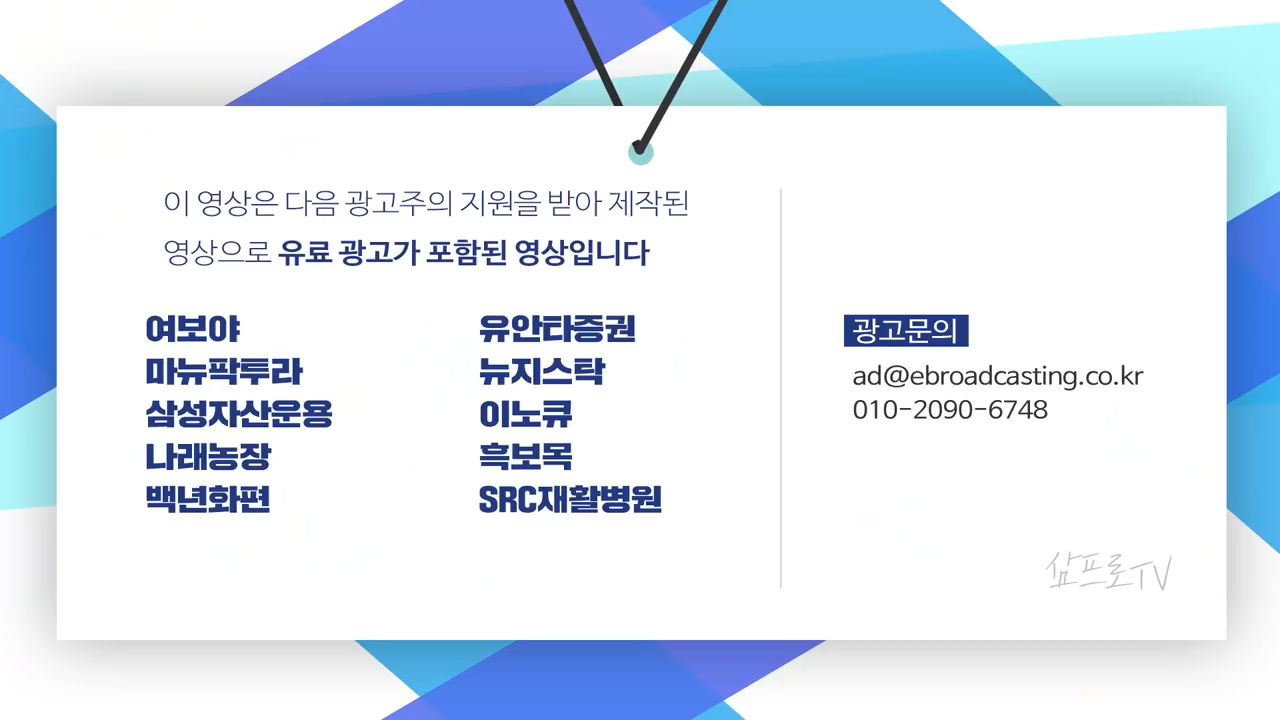 이 영상은 다음 광고주의 지원을 받아 제작된
영상으로 유료 광고가 포함된 영상입니다
여보야
마뉴팍투라
삼성자산운용
나래농장
백년화편
유안타증권
뉴지스탁
이노큐
흑보목
SRC재활병원
광고문의
ad@ebroadcasting.co.kr
010-2090-6748
삼프로TV